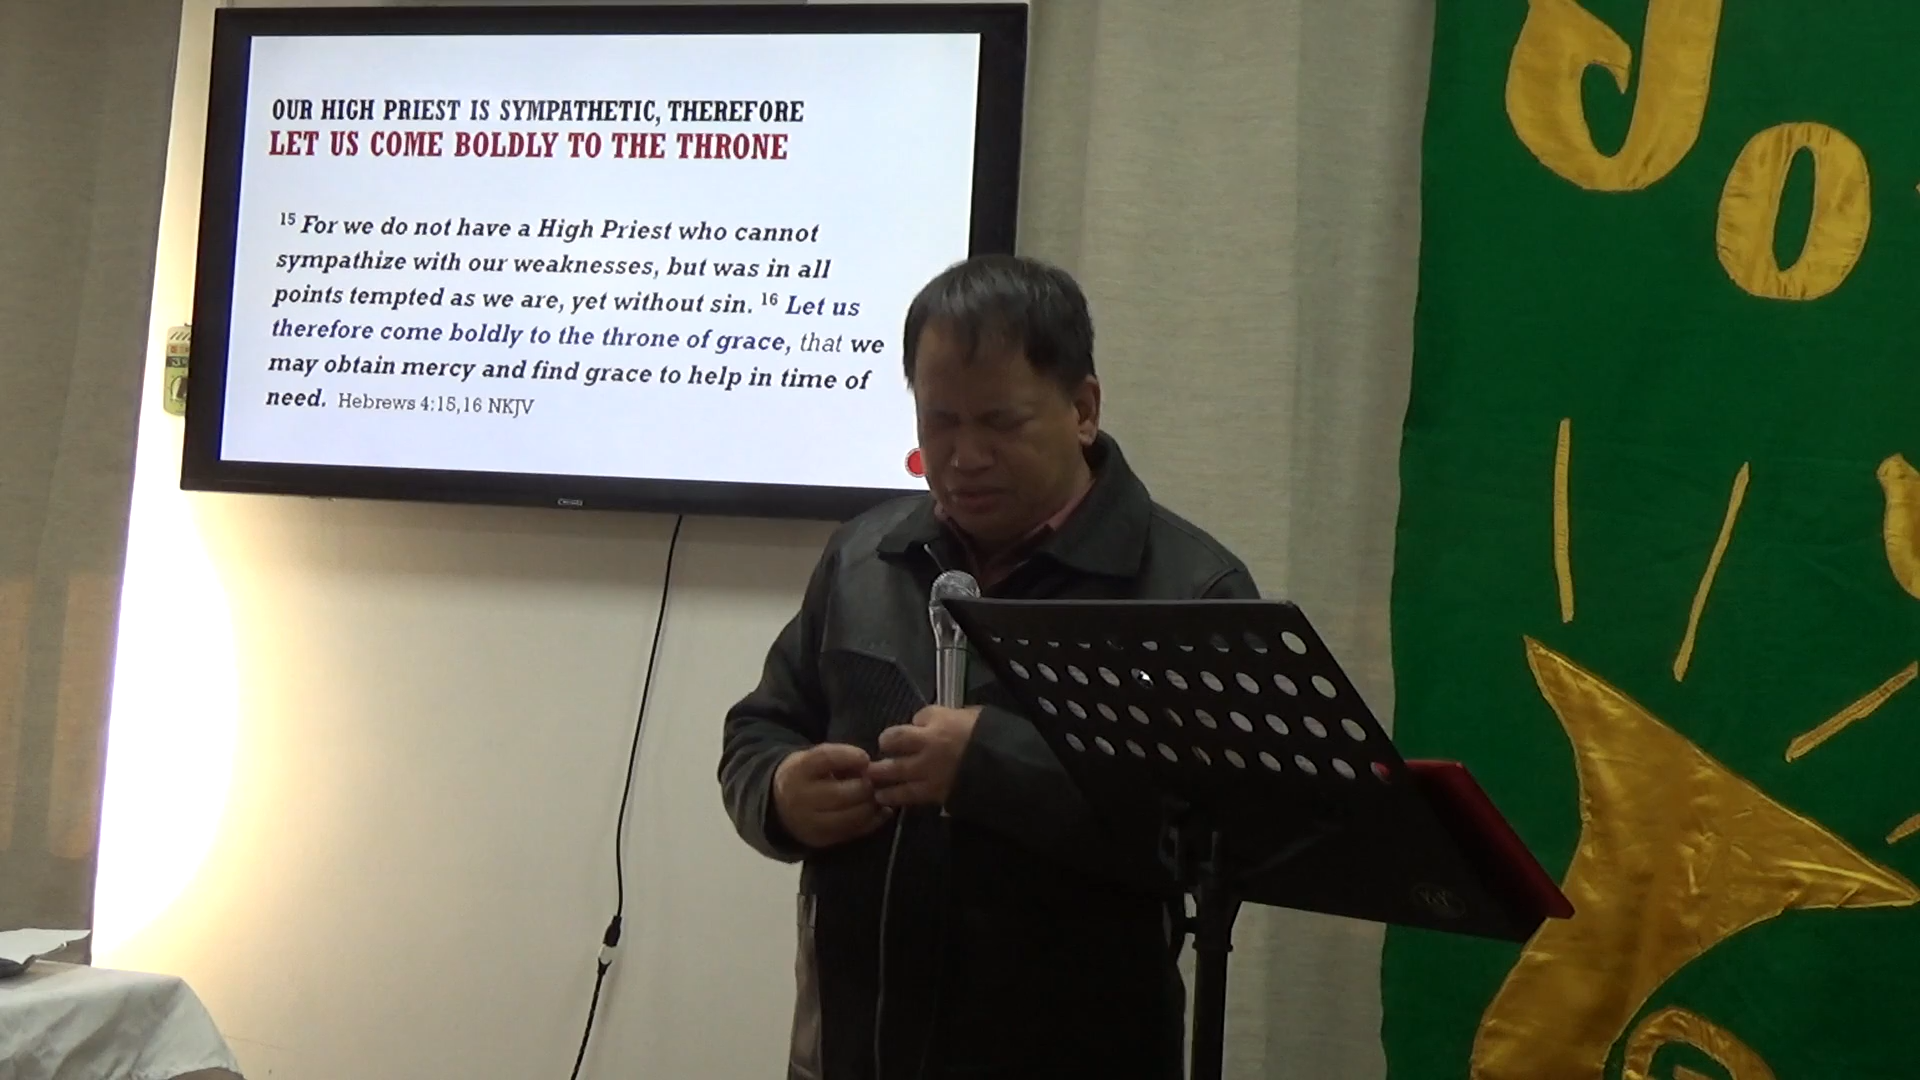 OUR HIGH PRIEST IS SYMPATHETIC, THEREFORE
LET US COME BOLDLY TO THE THRONE
15 For we do not have a High Priest who cannot
sympathize with our weaknesses, but was in all
points tempted as we are, yet without sin. 16 Let us
therefore come boldly to the throne of grace, that we
may obtain mercy and find grace to help in time of
need. Hebrews 4:15,16 NKJV
Jo